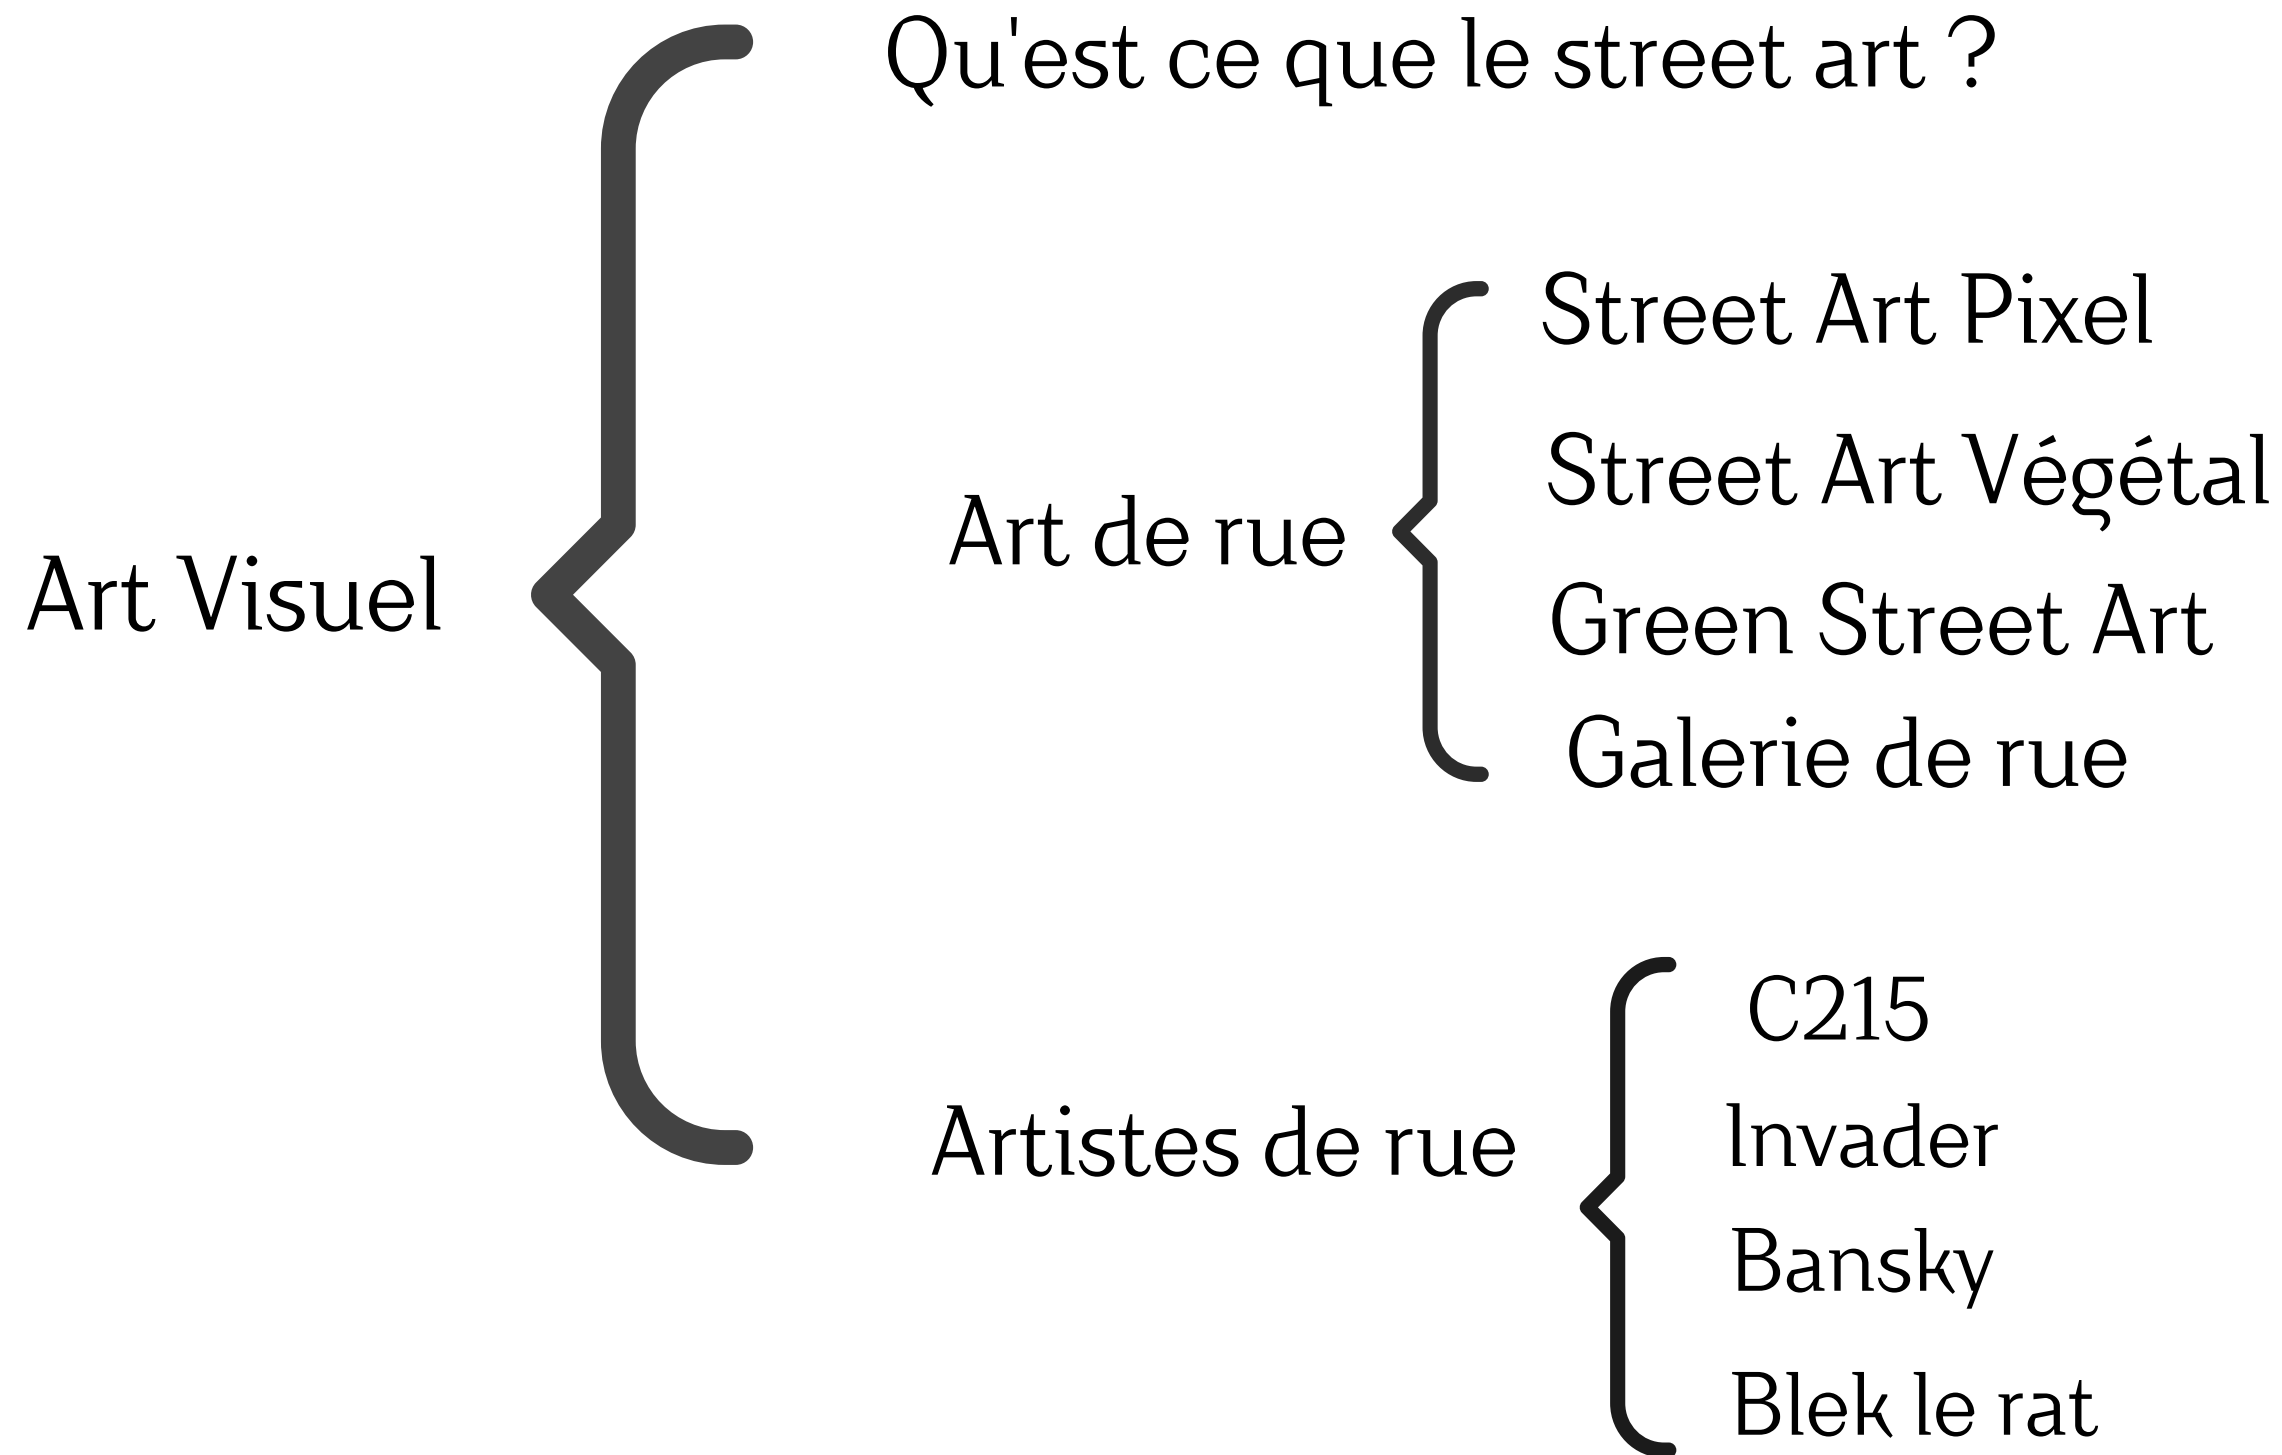 Qu'est ce que le street art ?
Street Art Pixel
Street Art Végétal
Art de rue
Green Street Art
Art Visuel
Galerie de rue
C215
Invader
Artistes de rue
Bansky
Blek le rat